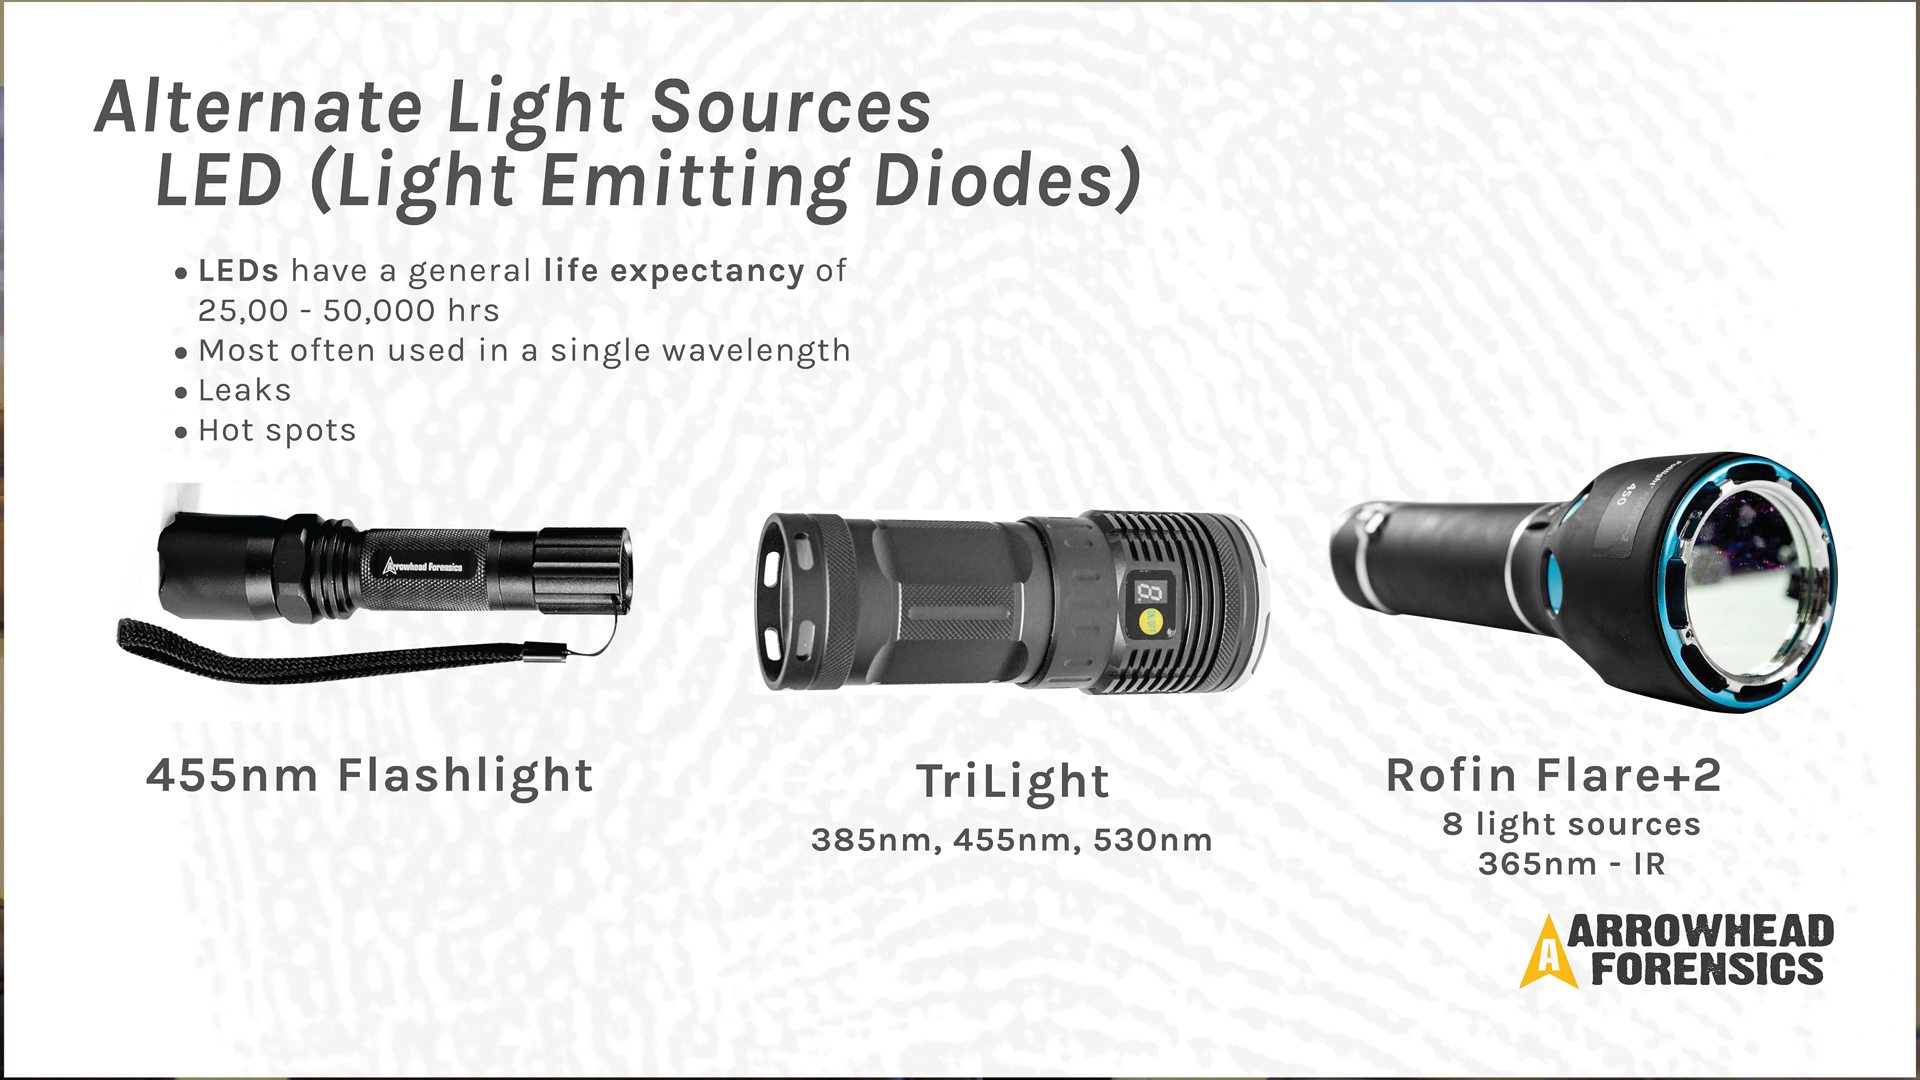 Alternate Light Sources
LED (Light Emitting Diodes)
• LEDs have a general life expectancy of
25,00 - 50,000 hrs
• Most often used in a single wavelength
• Leaks
• Hot spots
Arrowhead Forensics
8
450
455nm Flashlight
TriLight
385nm, 455nm, 530nm
Rofin Flare+2
8 light sources
365nm - IR
A ARROWHEAD
FORENSICS